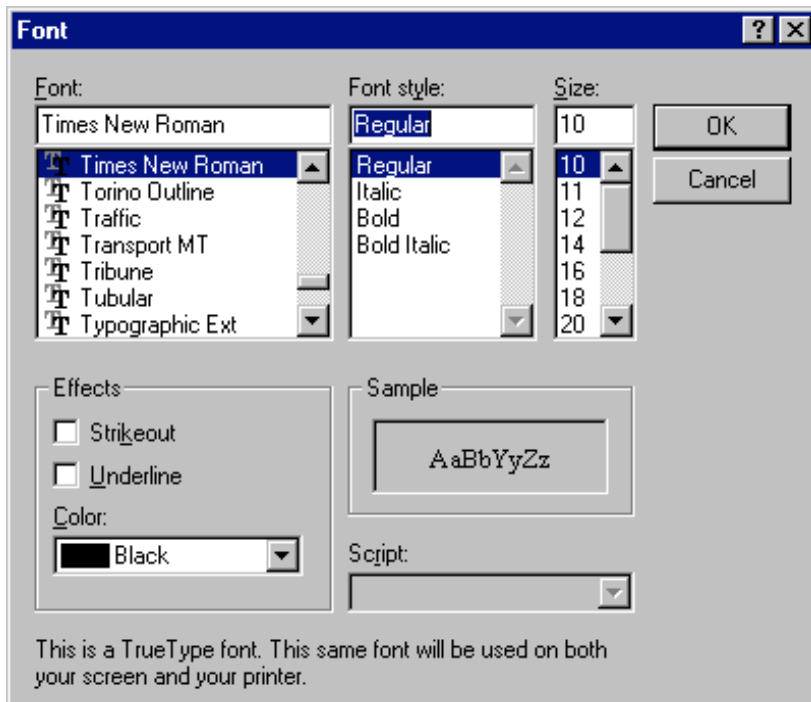 Font
Font:
Times New Roman
Times New Roman
Torino Outline
Traffic
Transport MT
Tribune
Tubular
Typographic Ext
Font style:
Regular
Regular
Italic
Bold
Bold Italic
Size:
10
10
11
12
14
16
18
20
OK
Cancel
Effects
Strikeout
Underline
Color:
Black
Sample
AaBbYyZz
Script:
This is a TrueType font. This same font will be used on both
your screen and your printer.